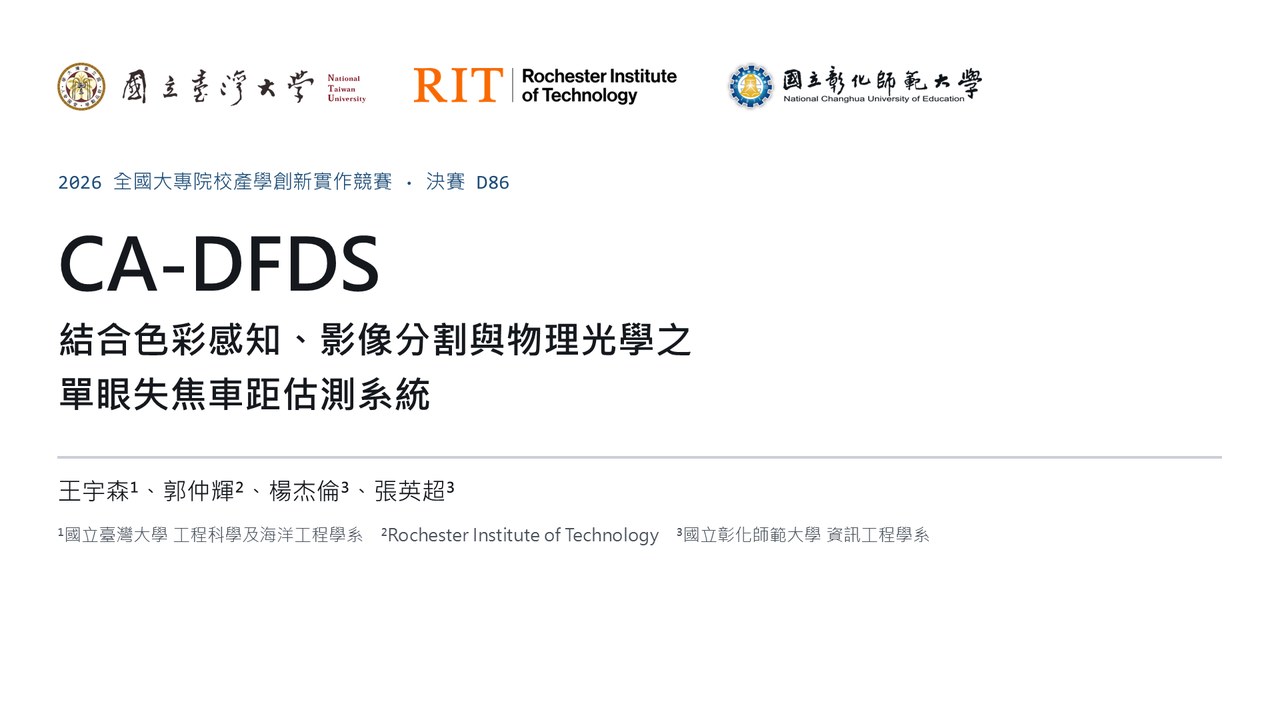 國立臺灣大學 National Taiwan University
RIT Rochester Institute of Technology
國立彰化師範大學 National Changhua University of Education
2026 全國大專院校產學創新實作競賽 · 決賽 D86
CA-DFDS
結合色彩感知、影像分割與物理光學之
單眼失焦車距估測系統
王宇森¹、郭仲輝²、楊杰倫³、張英超³
¹國立臺灣大學 工程科學及海洋工程學系 ²Rochester Institute of Technology ³國立彰化師範大學 資訊工程學系